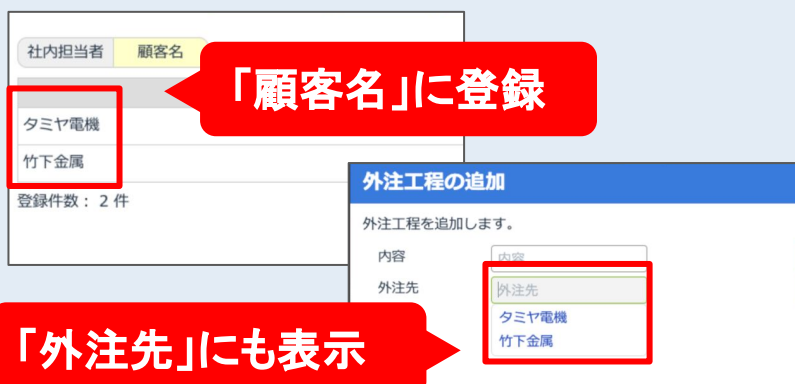 社内担当者 顧客名
「顧客名」に登録
タミヤ電機
竹下金属
登録件数： 2 件
外注工程の追加
外注工程を追加します。
内容 内容
外注先 外注先
タミヤ電機
竹下金属
「外注先」にも表示